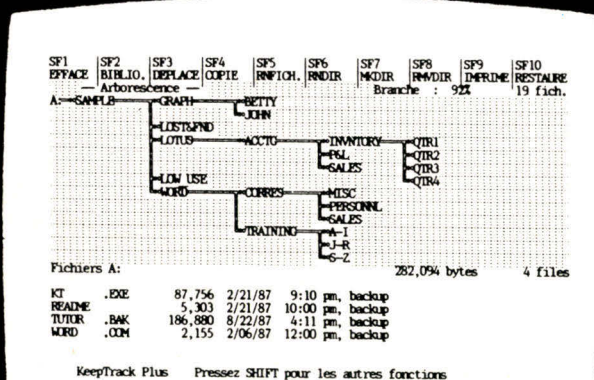 SF1 SF2 SF3 SF4 SF5 SF6 SF7 SF8 SF9 SF10
EFFACE BIBLIO. DEPLACE COPIE RNFICH. RNDIR MKDIR RMVDIR IMPRIME RESTAURE
— Arborescence — Branche : 92% 19 fich.
A: SAMPLE GRAPH BETTY
JOHN
LOST&FND
LOTUS ACCTG INVNTORY QTR1
P&L QTR2
SALES QTR3
LOW USE QTR4
WORD CORRES MISC
PERSONNL
SALES
TRAINING A-I
J-R
S-Z
Fichiers A: 282,094 bytes 4 files
KT .EXE 87,756 2/21/87 9:10 pm, backup
README 5,303 2/21/87 10:00 pm, backup
TUTOR .BAK 186,880 8/22/87 4:11 pm, backup
WORD .COM 2,155 2/06/87 12:00 pm, backup
KeepTrack Plus Pressez SHIFT pour les autres fonctions